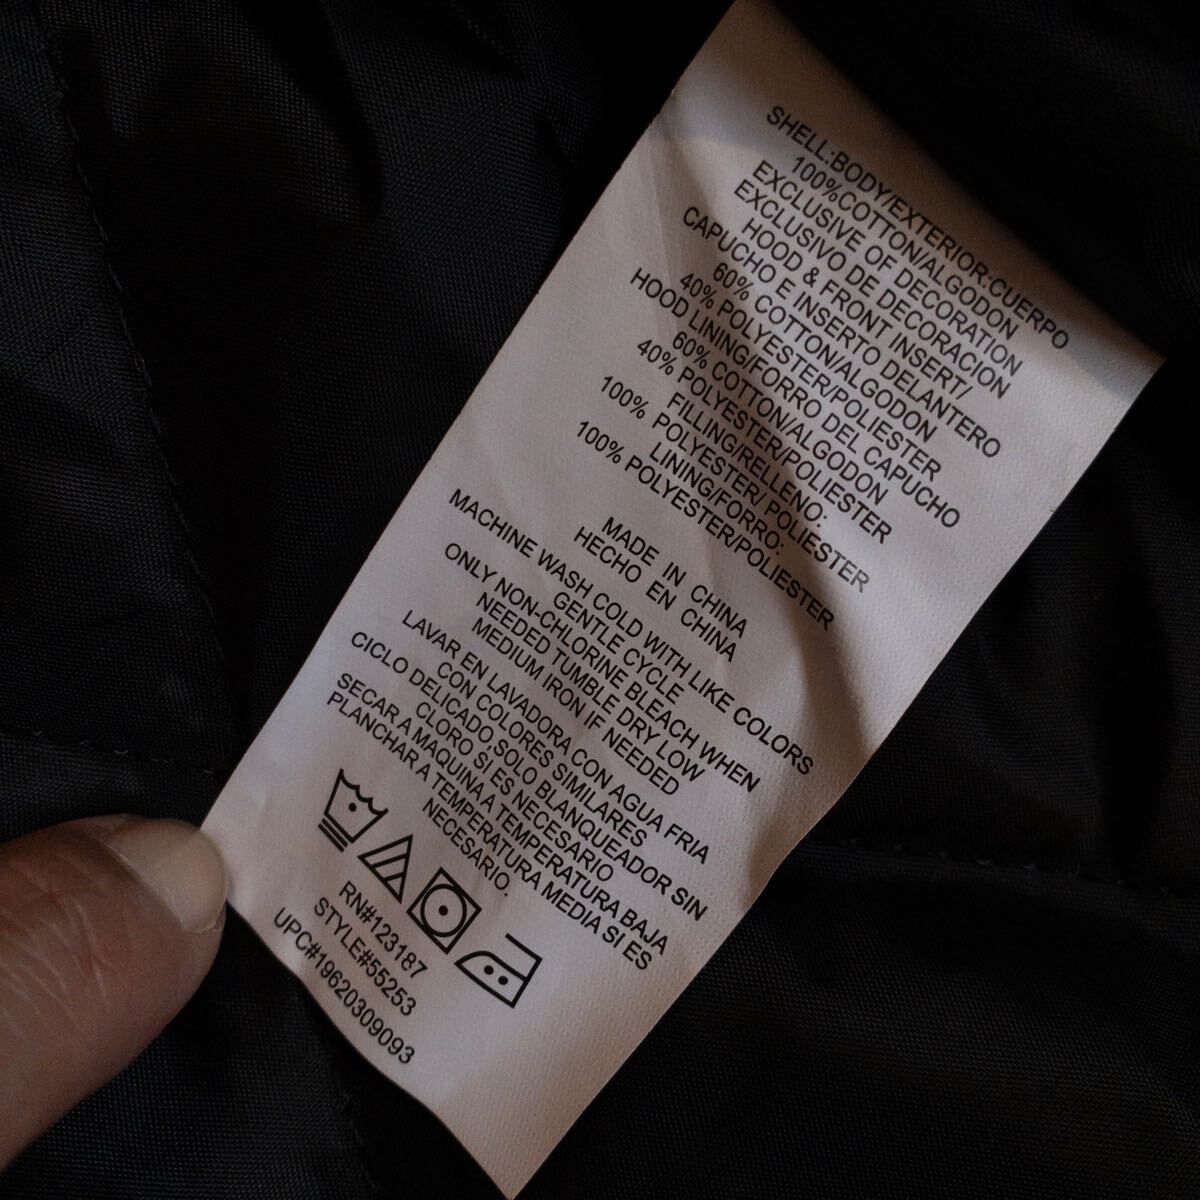 SHELL:BODY/EXTERIOR:CUERPO
100%COTTON/ALGODON
EXCLUSIVE OF DECORATION
EXCLUSIVO DE DECORACION
HOOD & FRONT INSERT/
CAPUCHO E INSERTO DELANTERO
60% COTTON/ALGODON
40% POLYESTER/POLIESTER
HOOD LINING/FORRO DEL CAPUCHO
60% COTTON/ALGODON
40% POLYESTER/POLIESTER
FILLING/RELLENO:
100% POLYESTER/ POLIESTER
LINING/FORRO:
100% POLYESTER/POLIESTER
MADE IN CHINA
HECHO EN CHINA
MACHINE WASH COLD WITH LIKE COLORS
GENTLE CYCLE
ONLY NON-CHLORINE BLEACH WHEN
NEEDED TUMBLE DRY LOW
MEDIUM IRON IF NEEDED
LAVAR EN LAVADORA CON AGUA FRIA
CON COLORES SIMILARES
CICLO DELICADO SOLO BLANQUEADOR SIN
CLORO SI ES NECESARIO
SECAR A MAQUINA A TEMPERATURA BAJA
PLANCHAR A TEMPERATURA MEDIA SI ES
NECESARIO.
RN#123187
STYLE#55253
UPC#19620309093